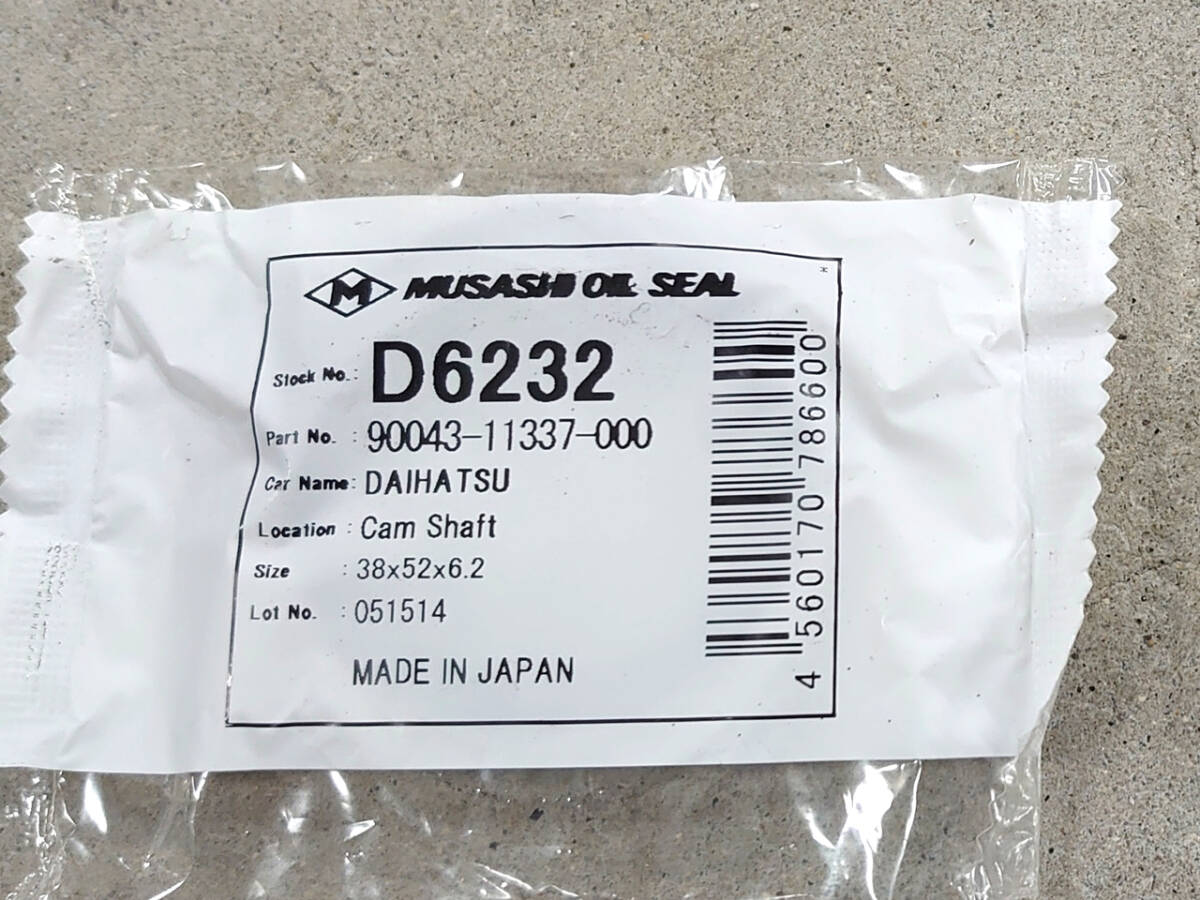 M MUSASHI OIL SEAL
Stock No. : D6232
Part No. : 90043-11337-000
Car Name : DAIHATSU
Location : Cam Shaft
Size : 38x52x6.2
Lot No. : 051514
MADE IN JAPAN
4 560170 786600
H